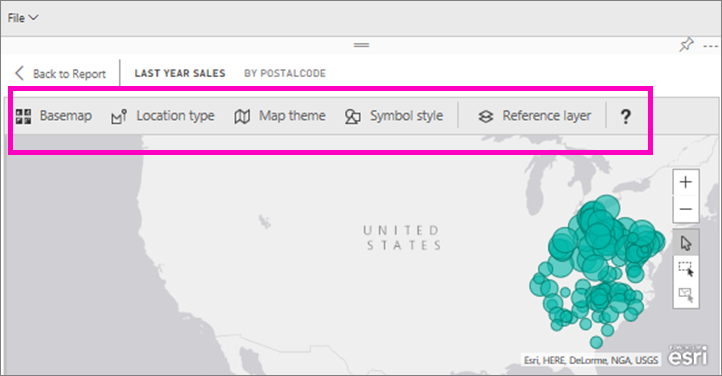 File
Back to Report LAST YEAR SALES BY POSTALCODE
Basemap Location type Map theme Symbol style Reference layer ?
UNITED
STATES
esri
Esri, HERE, DeLorme, NGA, USGS